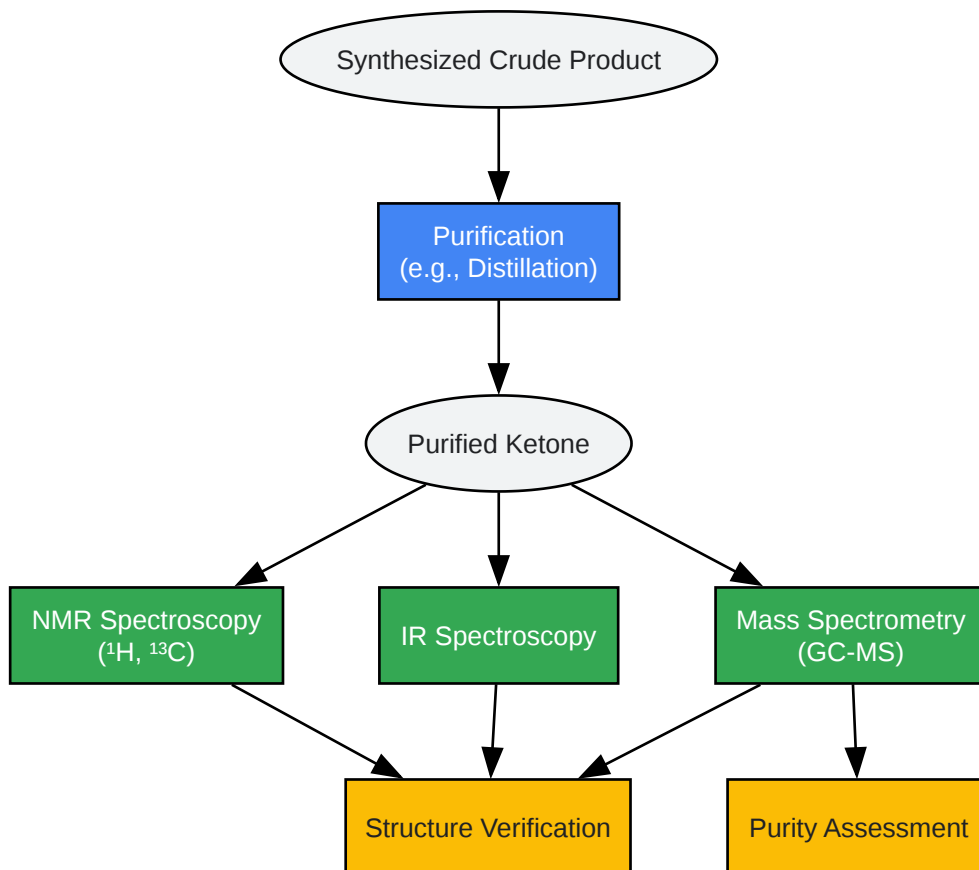 Synthesized Crude Product
Purification
(e.g., Distillation)
Purified Ketone
NMR Spectroscopy
(¹H, ¹³C)
IR Spectroscopy
Mass Spectrometry
(GC-MS)
Structure Verification
Purity Assessment